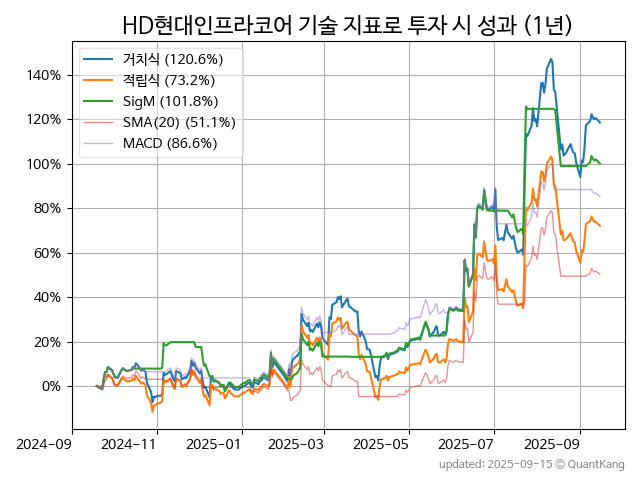 HD현대인프라코어 기술 지표로 투자 시 성과 (1년)
거치식 (120.6%)
적립식 (73.2%)
SigM (101.8%)
SMA(20) (51.1%)
MACD (86.6%)
140%
120%
100%
80%
60%
40%
20%
0%
2024-09 2024-11 2025-01 2025-03 2025-05 2025-07 2025-09
updated: 2025-09-15 © QuantKang